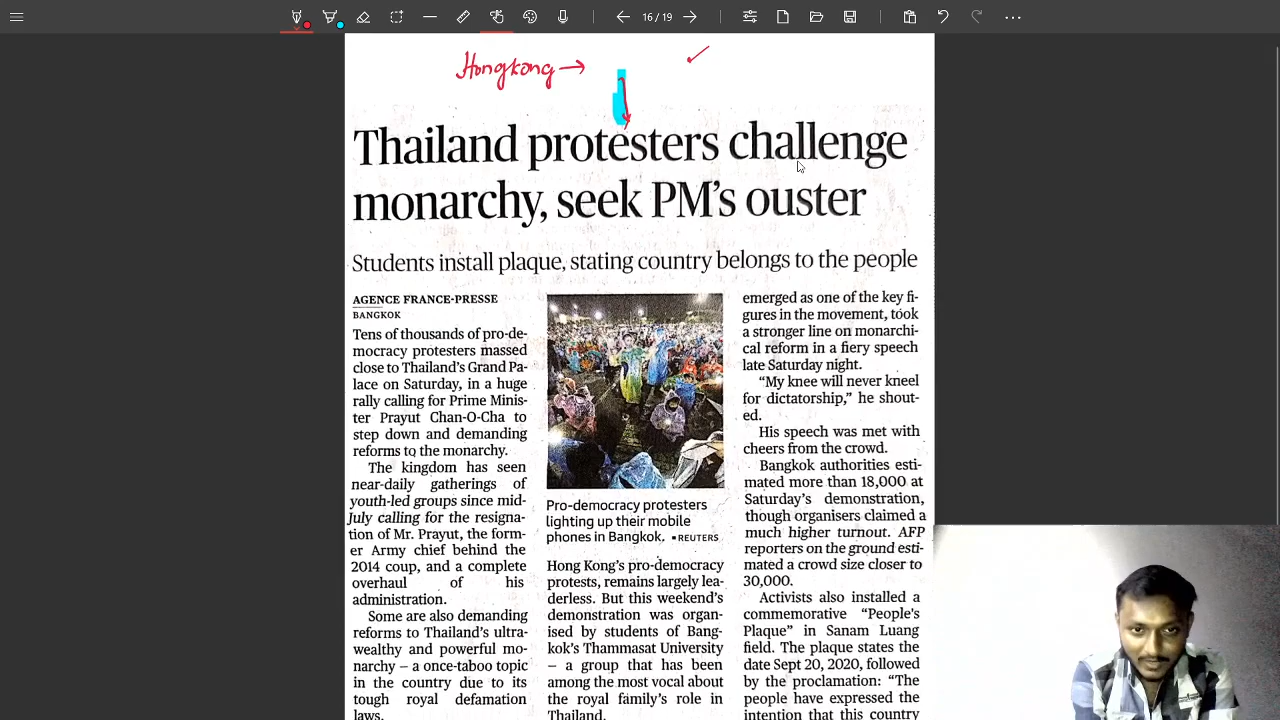 16 / 19
Hongkong →
Thailand protesters challenge
monarchy, seek PM's ouster
Students install plaque, stating country belongs to the people
AGENCE FRANCE-PRESSE
BANGKOK
Tens of thousands of pro-de-
mocracy protesters massed
close to Thailand's Grand Pa-
lace on Saturday, in a huge
rally calling for Prime Minis-
ter Prayut Chan-O-Cha to
step down and demanding
reforms to the monarchy.
The kingdom has seen
near-daily gatherings of
youth-led groups since mid-
July calling for the resigna-
tion of Mr. Prayut, the form-
er Army chief behind the
2014 coup, and a complete
overhaul of his
administration.
Some are also demanding
reforms to Thailand's ultra-
wealthy and powerful mo-
narchy – a once-taboo topic
in the country due to its
tough royal defamation
laws.
Pro-democracy protesters
lighting up their mobile
phones in Bangkok. ▪ REUTERS
Hong Kong's pro-democracy
protests, remains largely lea-
derless. But this weekend's
demonstration was organ-
ised by students of Bang-
kok's Thammasat University
– a group that has been
among the most vocal about
the royal family's role in
Thailand.
emerged as one of the key fi-
gures in the movement, took
a stronger line on monarchi-
cal reform in a fiery speech
late Saturday night.
“My knee will never kneel
for dictatorship,” he shout-
ed.
His speech was met with
cheers from the crowd.
Bangkok authorities esti-
mated more than 18,000 at
Saturday's demonstration,
though organisers claimed a
much higher turnout. AFP
reporters on the ground esti-
mated a crowd size closer to
30,000.
Activists also installed a
commemorative “People's
Plaque” in Sanam Luang
field. The plaque states the
date Sept 20, 2020, followed
by the proclamation: “The
people have expressed the
intention that this country